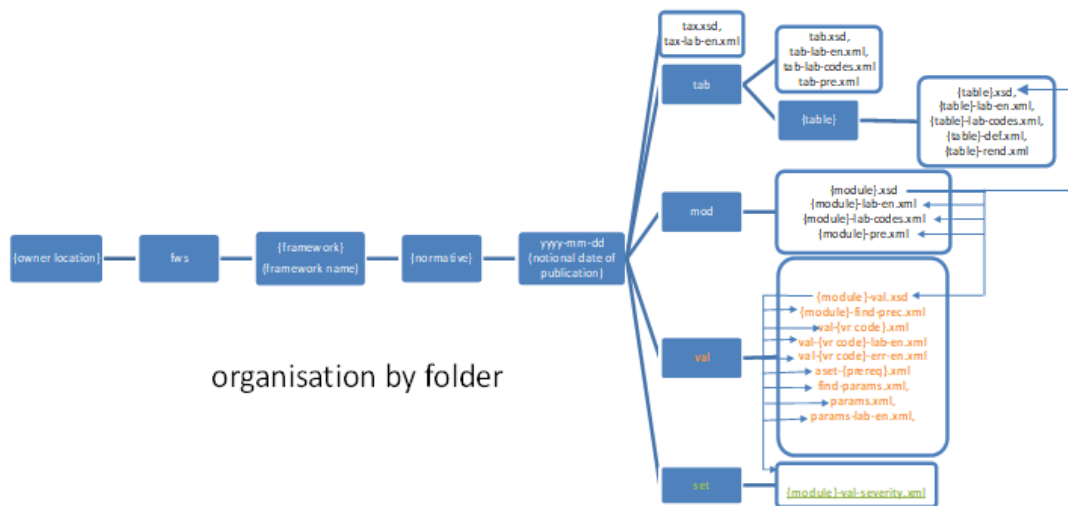 tax.xsd,
tax-lab-en.xml
tab
tab.xsd,
tab-lab-en.xml,
tab-lab-codes.xml
tab-pre.xml
{table}
{table}.xsd,
{table}-lab-en.xml,
{table}-lab-codes.xml,
{table}-def.xml,
{table}-rend.xml
mod
{module}.xsd
{module}-lab-en.xml
{module}-lab-codes.xml
{module}-pre.xml
{owner location}
fws
{framework}
(framework name)
{normative}
yyyy-mm-dd
(notional date of
publication)
val
{module}-val.xsd
{module}-find-prec.xml
val-{vr code}.xml
val-{vr code}-lab-en.xml
val-{vr code}-err-en.xml
aset-{prereq}.xml
find-params.xml,
params.xml,
params-lab-en.xml,
organisation by folder
set
{module}-val-severity.xml